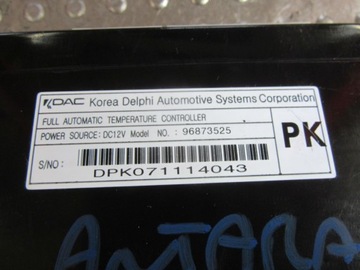 KDAC Korea Delphi Automotive Systems Corporation
FULL AUTOMATIC TEMPERATURE CONTROLLER
POWER SOURCE: DC12V Model NO. : 96873525
PK
S/NO :
DPK071114043
ANTARA